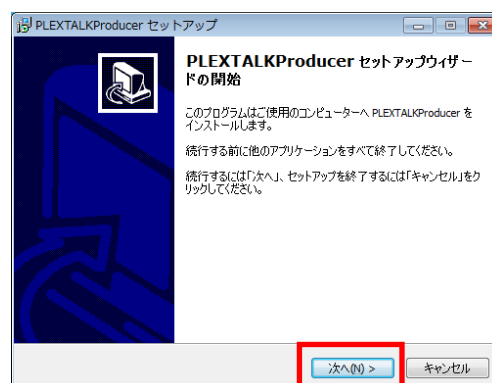 PLEXTALKProducer セットアップ
PLEXTALKProducer セットアップウィザー
ドの開始
このプログラムはご使用のコンピューターへ PLEXTALKProducer を
インストールします。
続行する前に他のアプリケーションをすべて終了してください。
続行するには「次へ」、セットアップを終了するには「キャンセル」をク
リックしてください。
次へ(N) >
キャンセル